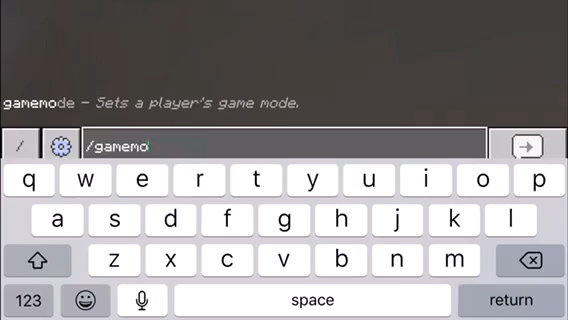 gamemode – Sets a player's game mode.
/ /gamemo
q w e r t y u i o p
a s d f g h j k l
z x c v b n m
123 space return